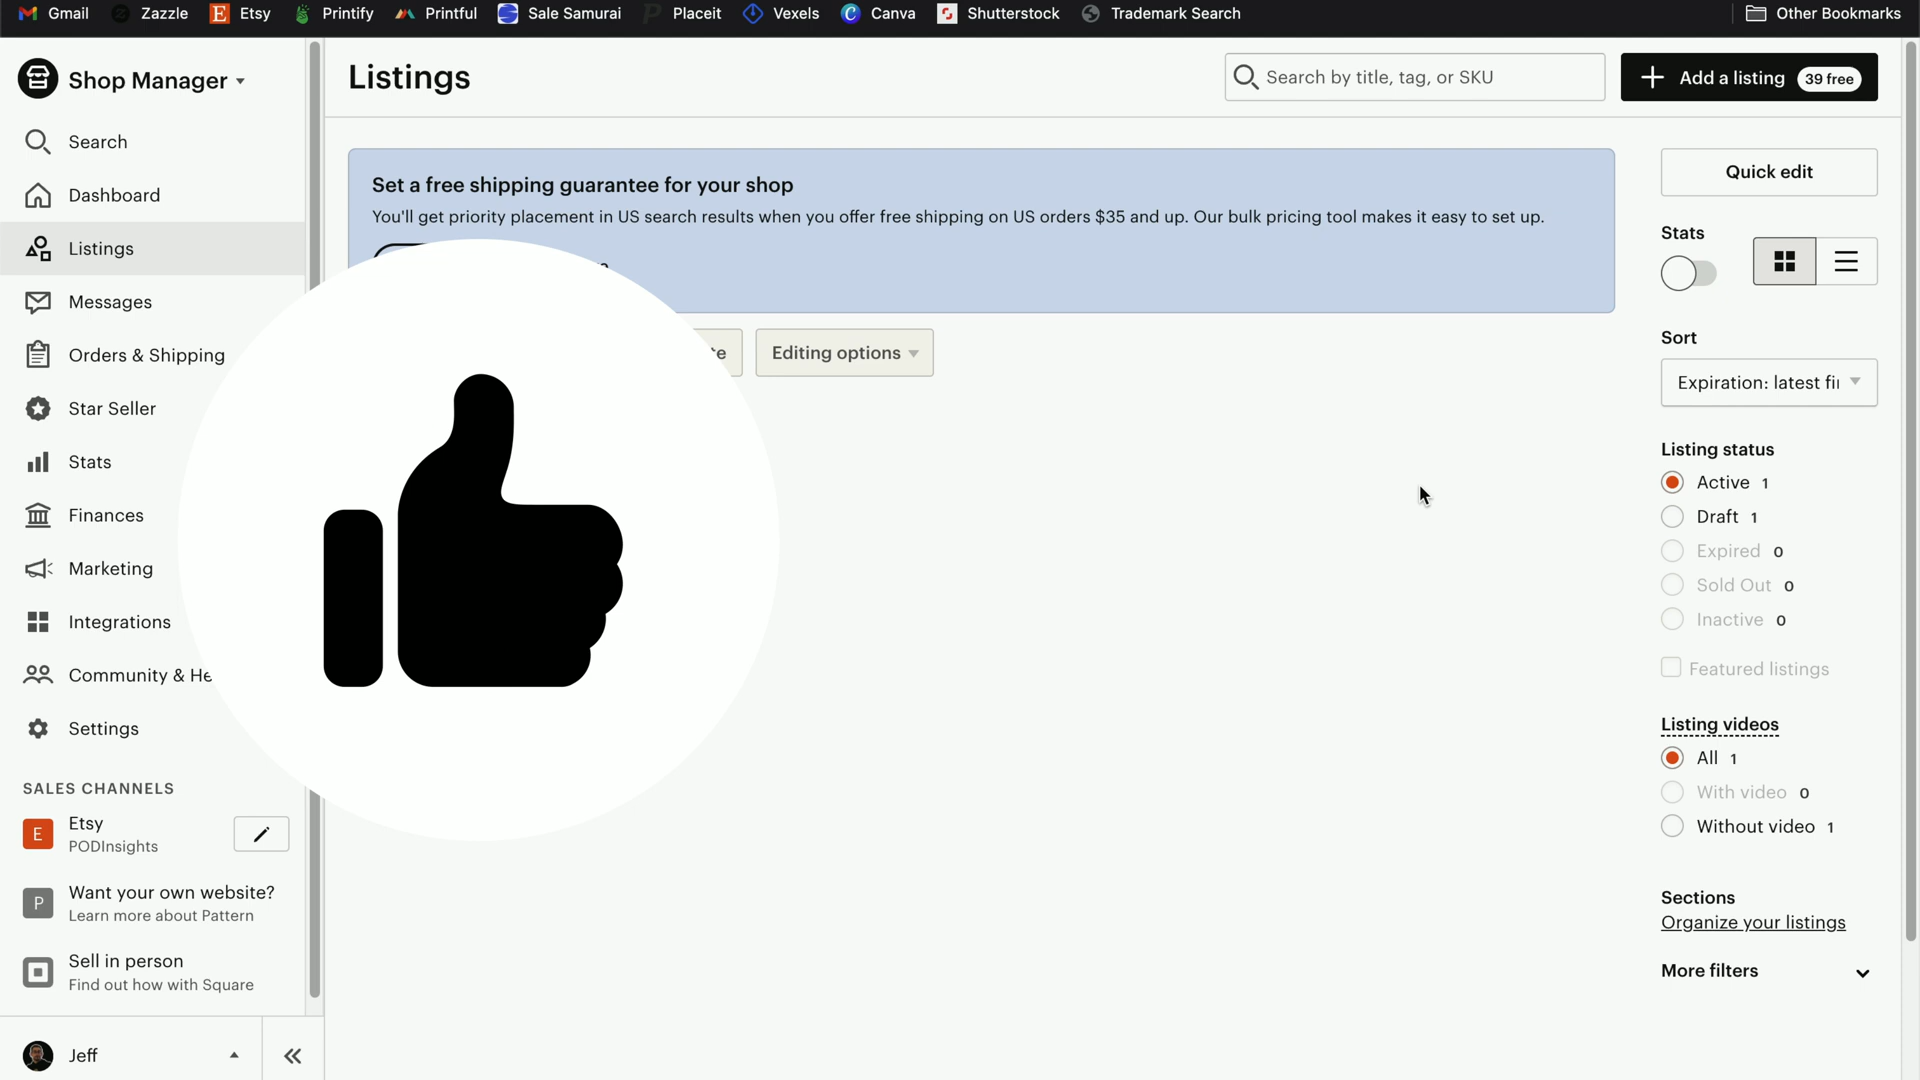 Gmail Zazzle Etsy Printify Printful Sale Samurai Placeit Vexels Canva Shutterstock Trademark Search Other Bookmarks
Shop Manager
Search
Dashboard
Listings
Messages
Orders & Shipping
Star Seller
Stats
Finances
Marketing
Integrations
Community &
Settings
SALES CHANNELS
E
Etsy
PODInsights
P
Want your own website?
Learn more about Pattern
Sell in person
Find out how with Square
Jeff
Listings
Search by title, tag, or SKU
Add a listing 39 free
Set a free shipping guarantee for your shop
You'll get priority placement in US search results when you offer free shipping on US orders $35 and up. Our bulk pricing tool makes it easy to set up.
Editing options
Quick edit
Stats
Sort
Expiration: latest fir
Listing status
Active 1
Draft 1
Expired 0
Sold Out 0
Inactive 0
Featured listings
Listing videos
All 1
With video 0
Without video 1
Sections
Organize your listings
More filters